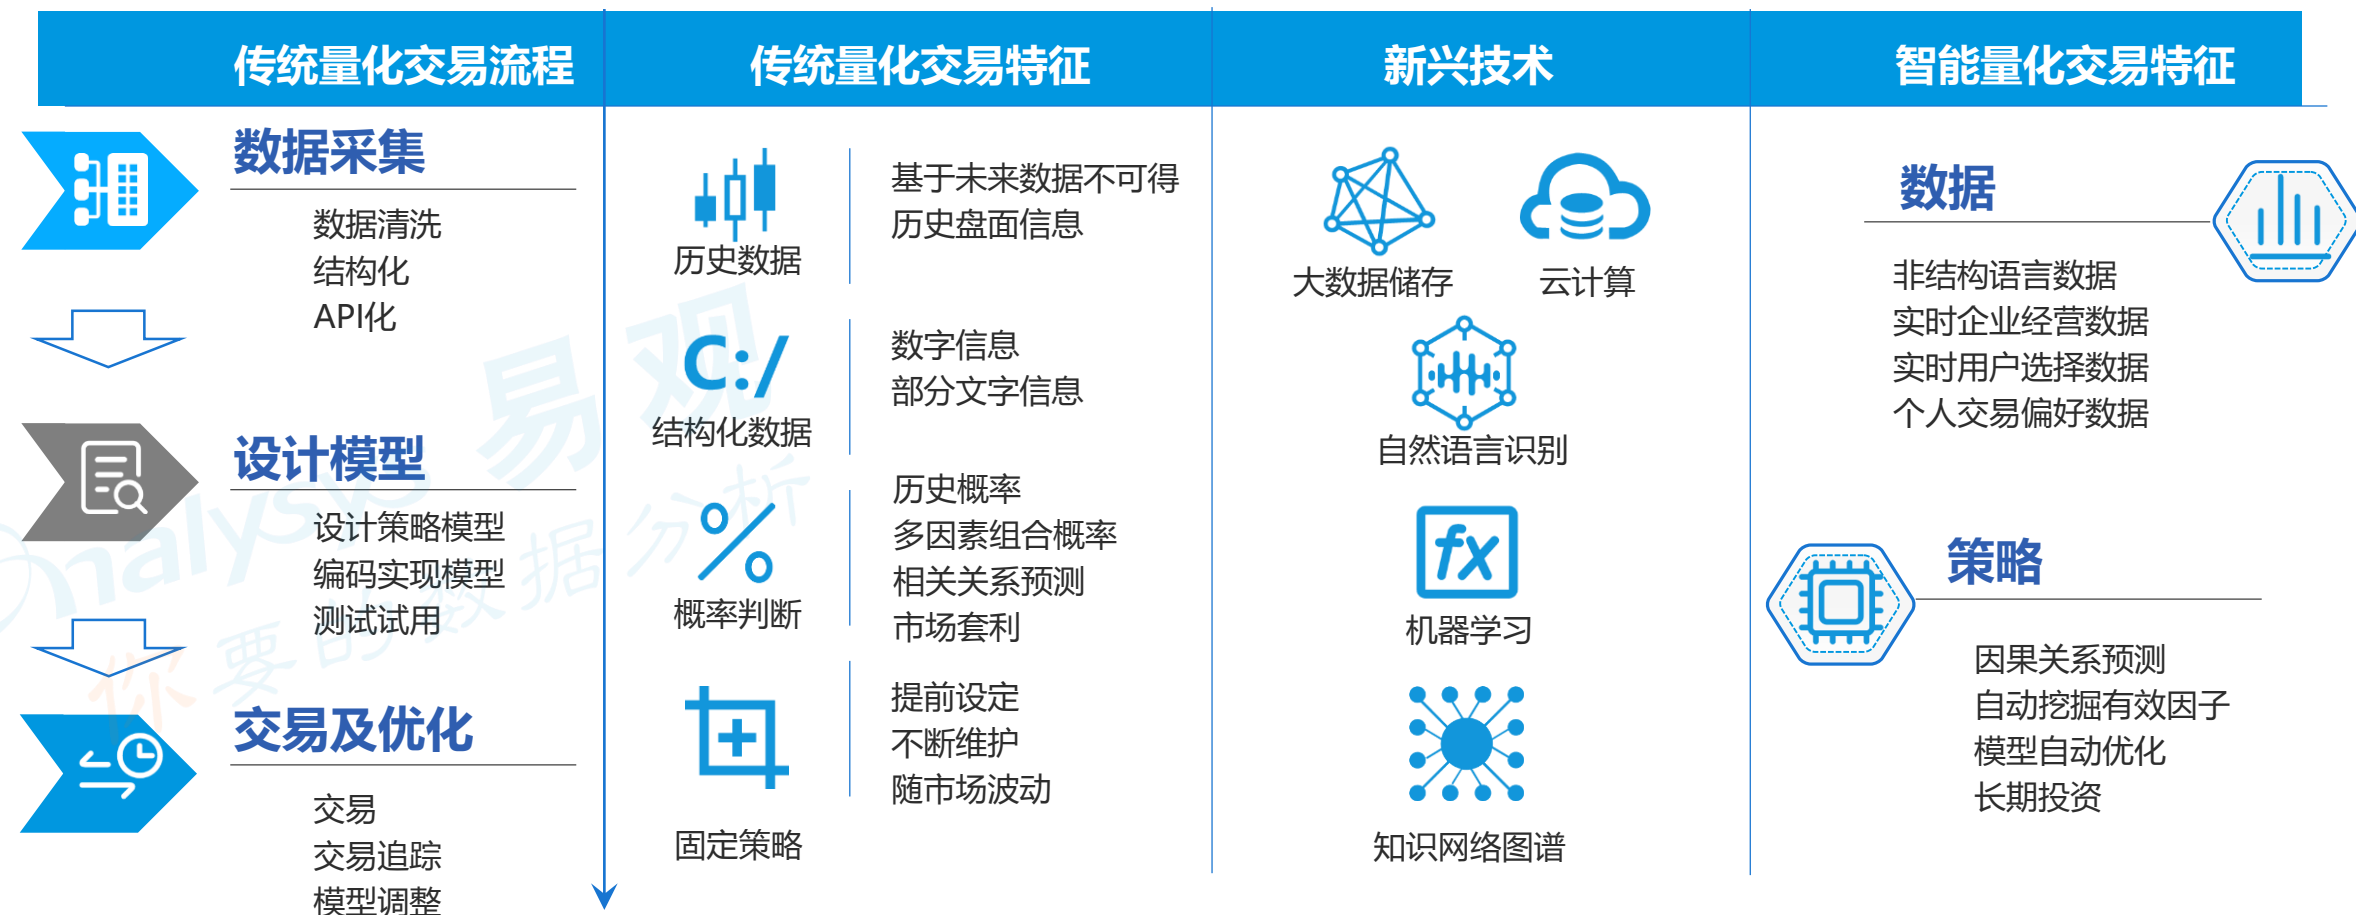 传统量化交易流程
传统量化交易特征
新兴技术
智能量化交易特征
数据采集
数据清洗
结构化
API化
设计模型
设计策略模型
编码实现模型
测试试用
交易及优化
交易
交易追踪
模型调整
历史数据
基于未来数据不可得
历史盘面信息
C:/
结构化数据
数字信息
部分文字信息
概率判断
历史概率
多因素组合概率
相关关系预测
市场套利
固定策略
提前设定
不断维护
随市场波动
大数据储存
云计算
自然语言识别
fx
机器学习
知识网络图谱
数据
非结构语言数据
实时企业经营数据
实时用户选择数据
个人交易偏好数据
策略
因果关系预测
自动挖掘有效因子
模型自动优化
长期投资
analysys 易观
你要的数据分析